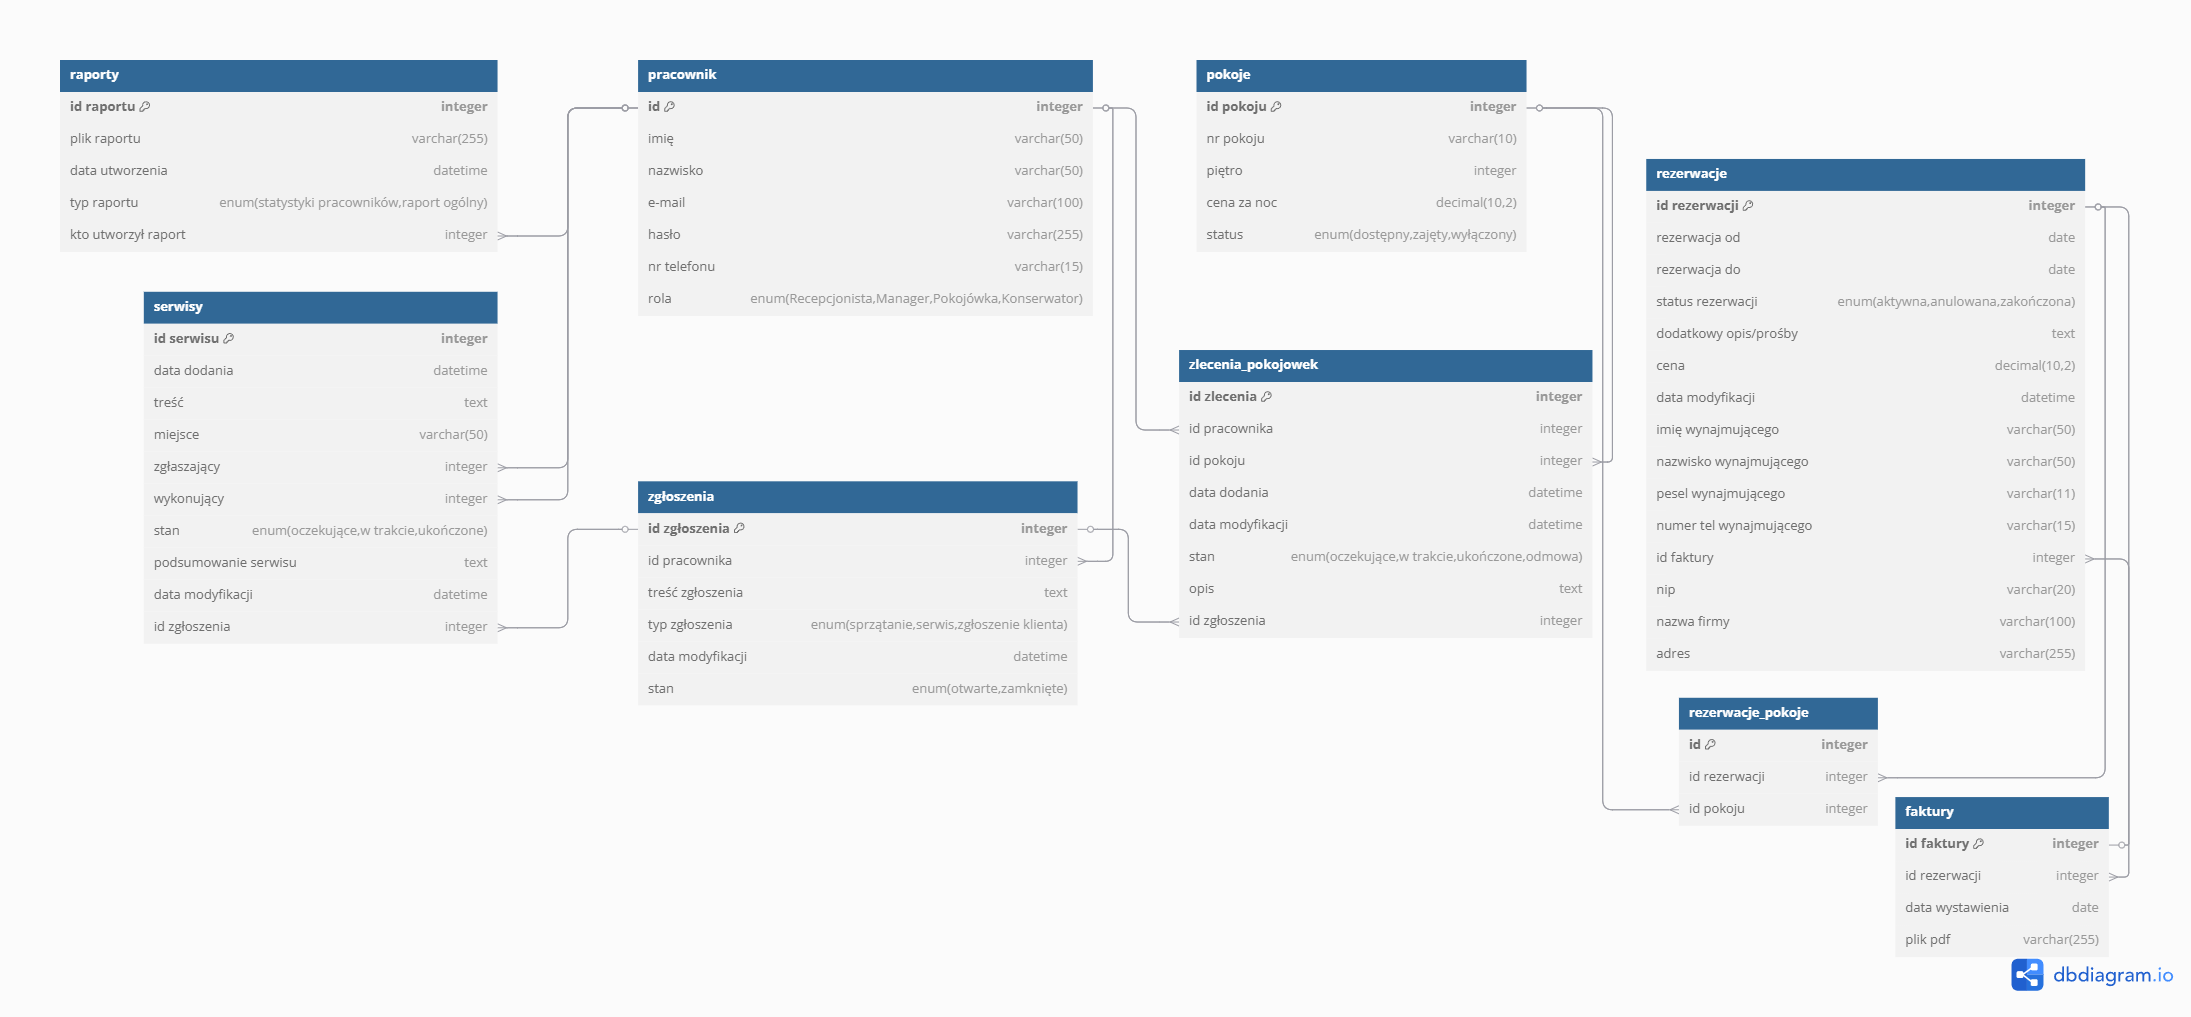 raporty
id raportu integer
plik raportu varchar(255)
data utworzenia datetime
typ raportu enum(statystyki pracowników,raport ogólny)
kto utworzył raport integer
serwisy
id serwisu integer
data dodania datetime
treść text
miejsce varchar(50)
zgłaszający integer
wykonujący integer
stan enum(oczekujące,w trakcie,ukończone)
podsumowanie serwisu text
data modyfikacji datetime
id zgłoszenia integer
pracownik
id integer
imię varchar(50)
nazwisko varchar(50)
e-mail varchar(100)
hasło varchar(255)
nr telefonu varchar(15)
rola enum(Recepcjonista,Manager,Pokojówka,Konserwator)
zgłoszenia
id zgłoszenia integer
id pracownika integer
treść zgłoszenia text
typ zgłoszenia enum(sprzątanie,serwis,zgłoszenie klienta)
data modyfikacji datetime
stan enum(otwarte,zamknięte)
pokoje
id pokoju integer
nr pokoju varchar(10)
piętro integer
cena za noc decimal(10,2)
status enum(dostępny,zajęty,wyłączony)
zlecenia_pokojowek
id zlecenia integer
id pracownika integer
id pokoju integer
data dodania datetime
data modyfikacji datetime
stan enum(oczekujące,w trakcie,ukończone,odmowa)
opis text
id zgłoszenia integer
rezerwacje
id rezerwacji integer
rezerwacja od date
rezerwacja do date
status rezerwacji enum(aktywna,anulowana,zakończona)
dodatkowy opis/prośby text
cena decimal(10,2)
data modyfikacji datetime
imię wynajmującego varchar(50)
nazwisko wynajmującego varchar(50)
pesel wynajmującego varchar(11)
numer tel wynajmującego varchar(15)
id faktury integer
nip varchar(20)
nazwa firmy varchar(100)
adres varchar(255)
rezerwacje_pokoje
id integer
id rezerwacji integer
id pokoju integer
faktury
id faktury integer
id rezerwacji integer
data wystawienia date
plik pdf varchar(255)
dbdiagram.io